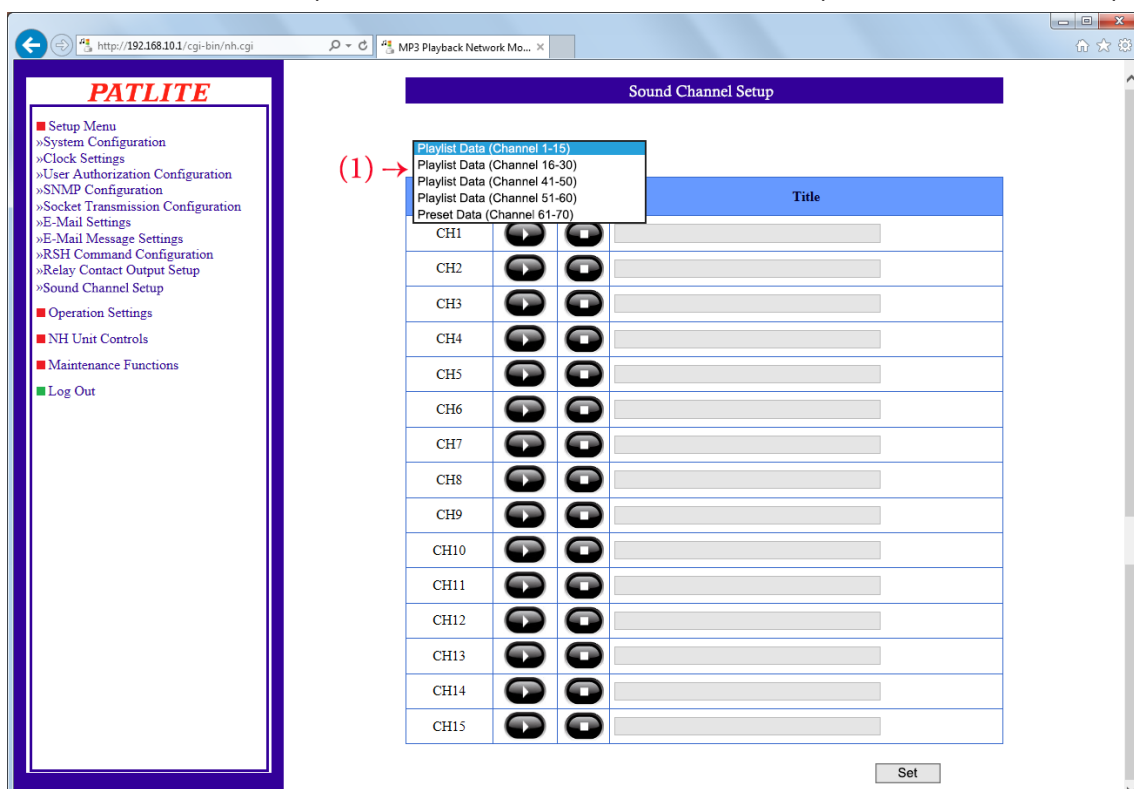 http://192.168.10.1/cgi-bin/nh.cgi
MP3 Playback Network Mo...
PATLITE
Setup Menu
»System Configuration
»Clock Settings
»User Authorization Configuration
»SNMP Configuration
»Socket Transmission Configuration
»E-Mail Settings
»E-Mail Message Settings
»RSH Command Configuration
»Relay Contact Output Setup
»Sound Channel Setup
Operation Settings
NH Unit Controls
Maintenance Functions
Log Out
Sound Channel Setup
(1)
Playlist Data (Channel 1-15)
Playlist Data (Channel 16-30)
Playlist Data (Channel 41-50)
Playlist Data (Channel 51-60)
Preset Data (Channel 61-70)
Title
CH1
CH2
CH3
CH4
CH5
CH6
CH7
CH8
CH9
CH10
CH11
CH12
CH13
CH14
CH15
Set